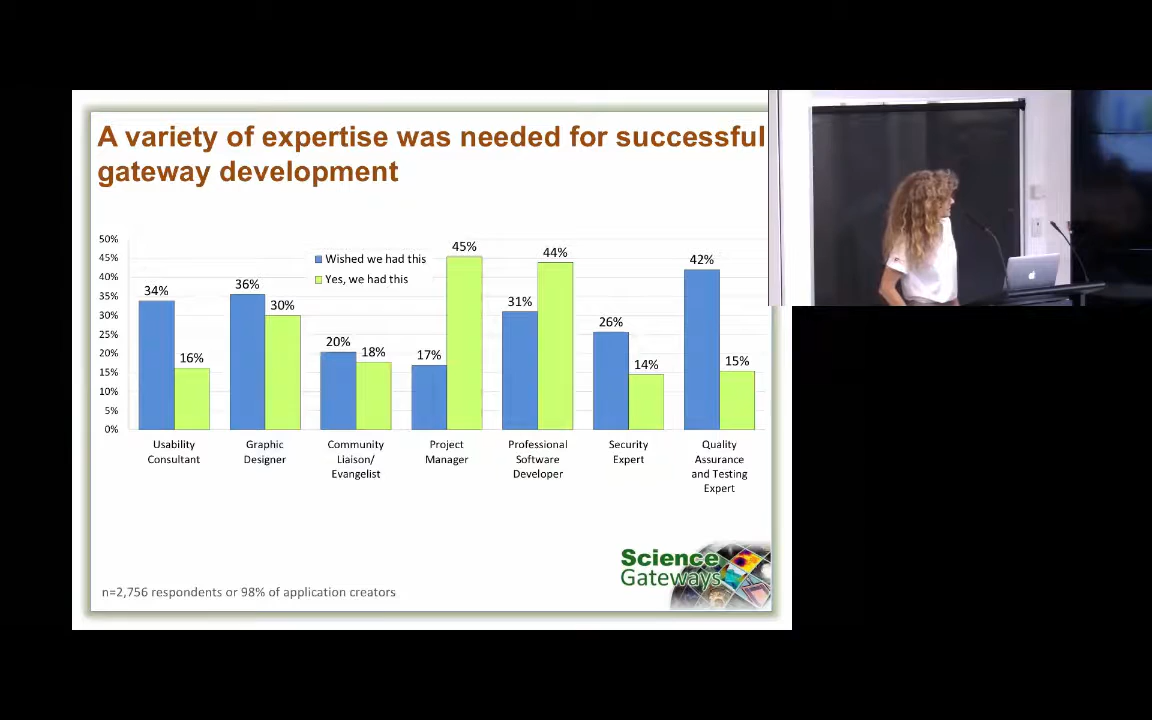 A variety of expertise was needed for successful
gateway development
50%
45%
40%
35%
30%
25%
20%
15%
10%
5%
0%
Wished we had this
Yes, we had this
34%
16%
36%
30%
20%
18%
17%
45%
31%
44%
26%
14%
42%
15%
Usability
Consultant
Graphic
Designer
Community
Liaison/
Evangelist
Project
Manager
Professional
Software
Developer
Security
Expert
Quality
Assurance
and Testing
Expert
Science
Gateways
n=2,756 respondents or 98% of application creators